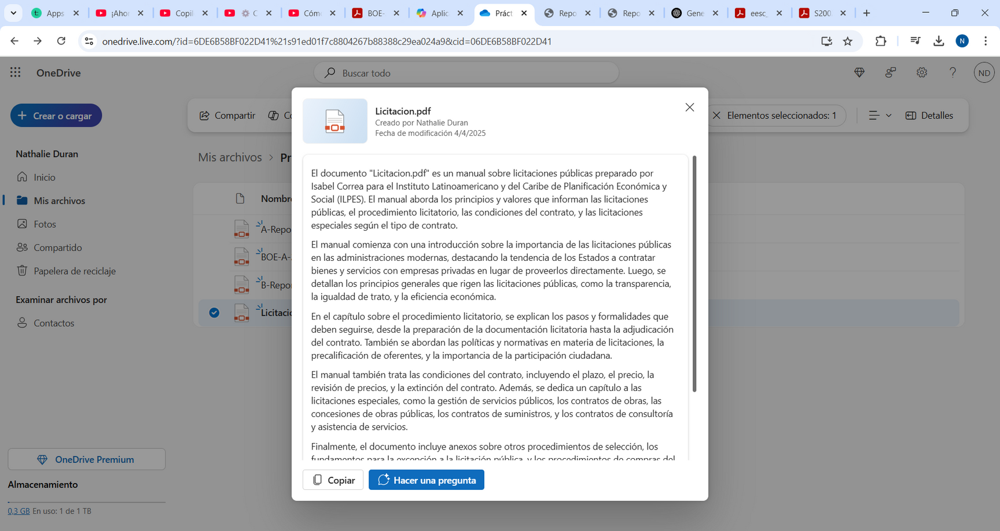 Apps
¡Ahor
Copil
C
Cómo
BOE-
Aplic
Práct
Repo
Repo
Gene
eesc_
S200
onedrive.live.com/?id=6DE6B58BF022D41%21s91ed01f7c8804267b88388c29ea024a9&cid=06DE6B58BF022D41
N
OneDrive
Buscar todo
ND
Crear o cargar
Compartir
Elementos seleccionados: 1
Detalles
Nathalie Duran
Inicio
Mis archivos
Fotos
Compartido
Papelera de reciclaje
Examinar archivos por
Contactos
OneDrive Premium
Almacenamiento
0,3 GB En uso: 1 de 1 TB
Mis archivos > Pr
Nombre
A-Repo
BOE-A-
B-Repor
Licitacio
Licitacion.pdf
Creado por Nathalie Duran
Fecha de modificación 4/4/2025
El documento "Licitacion.pdf" es un manual sobre licitaciones públicas preparado por
Isabel Correa para el Instituto Latinoamericano y del Caribe de Planificación Económica y
Social (ILPES). El manual aborda los principios y valores que informan las licitaciones
públicas, el procedimiento licitatorio, las condiciones del contrato, y las licitaciones
especiales según el tipo de contrato.
El manual comienza con una introducción sobre la importancia de las licitaciones públicas
en las administraciones modernas, destacando la tendencia de los Estados a contratar
bienes y servicios con empresas privadas en lugar de proveerlos directamente. Luego, se
detallan los principios generales que rigen las licitaciones públicas, como la transparencia,
la igualdad de trato, y la eficiencia económica.
En el capítulo sobre el procedimiento licitatorio, se explican los pasos y formalidades que
deben seguirse, desde la preparación de la documentación licitatoria hasta la adjudicación
del contrato. También se abordan las políticas y normativas en materia de licitaciones, la
precalificación de oferentes, y la importancia de la participación ciudadana.
El manual también trata las condiciones del contrato, incluyendo el plazo, el precio, la
revisión de precios, y la extinción del contrato. Además, se dedica un capítulo a las
licitaciones especiales, como la gestión de servicios públicos, los contratos de obras, las
concesiones de obras públicas, los contratos de suministros, y los contratos de consultoría
y asistencia de servicios.
Finalmente, el documento incluye anexos sobre otros procedimientos de selección, los
fundamentos para la excepción a la licitación pública, y los procedimientos de compras del
Copiar
Hacer una pregunta